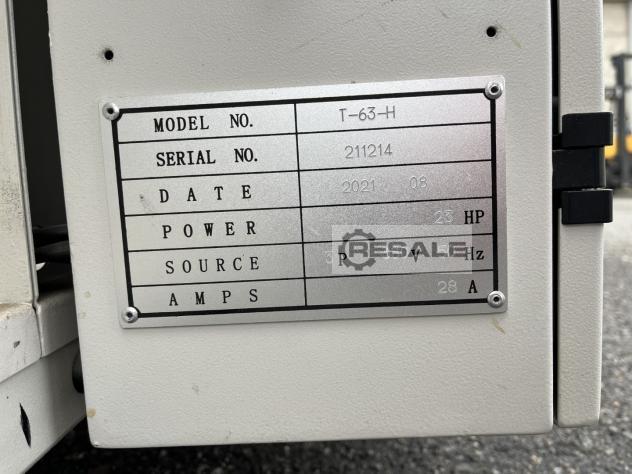 MODEL NO. T-63-H
SERIAL NO. 211214
DATE 2021 08
POWER 23 HP
SOURCE P V Hz
RESALE
AMPS 28 A